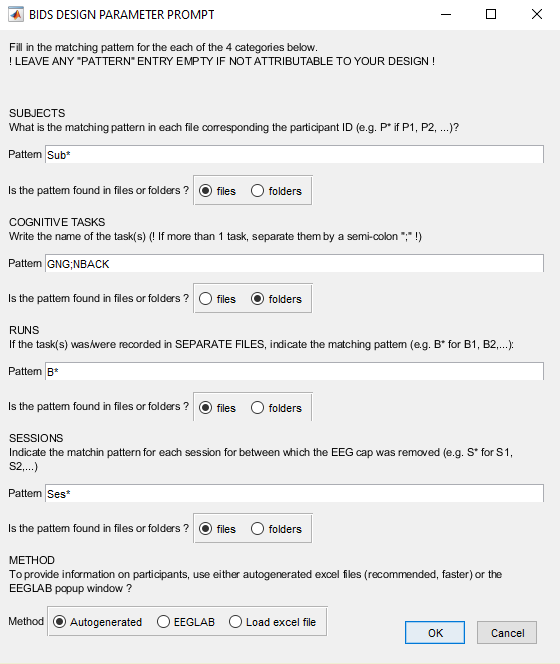 BIDS DESIGN PARAMETER PROMPT
Fill in the matching pattern for the each of the 4 categories below.
! LEAVE ANY "PATTERN" ENTRY EMPTY IF NOT ATTRIBUTABLE TO YOUR DESIGN !
SUBJECTS
What is the matching pattern in each file corresponding the participant ID (e.g. P* if P1, P2, ...)?
Pattern Sub*
Is the pattern found in files or folders ? files folders
COGNITIVE TASKS
Write the name of the task(s) (! If more than 1 task, separate them by a semi-colon ";" !)
Pattern GNG;NBACK
Is the pattern found in files or folders ? files folders
RUNS
If the task(s) was/were recorded in SEPARATE FILES, indicate the matching pattern (e.g. B* for B1, B2,...):
Pattern B*
Is the pattern found in files or folders ? files folders
SESSIONS
Indicate the matchin pattern for each session for between which the EEG cap was removed (e.g. S* for S1,
S2,...)
Pattern Ses*
Is the pattern found in files or folders ? files folders
METHOD
To provide information on participants, use either autogenerated excel files (recommended, faster) or the
EEGLAB popup window ?
Method Autogenerated EEGLAB Load excel file
OK Cancel